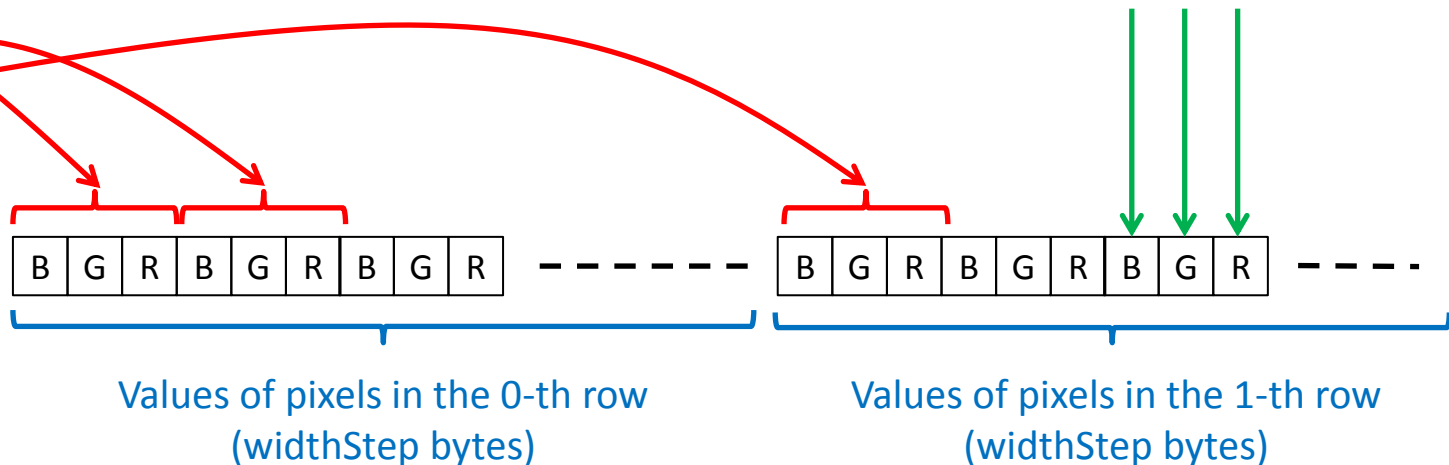 B G R B G R B G R
B G R B G R B G R
Values of pixels in the 0-th row
(widthStep bytes)
Values of pixels in the 1-th row
(widthStep bytes)